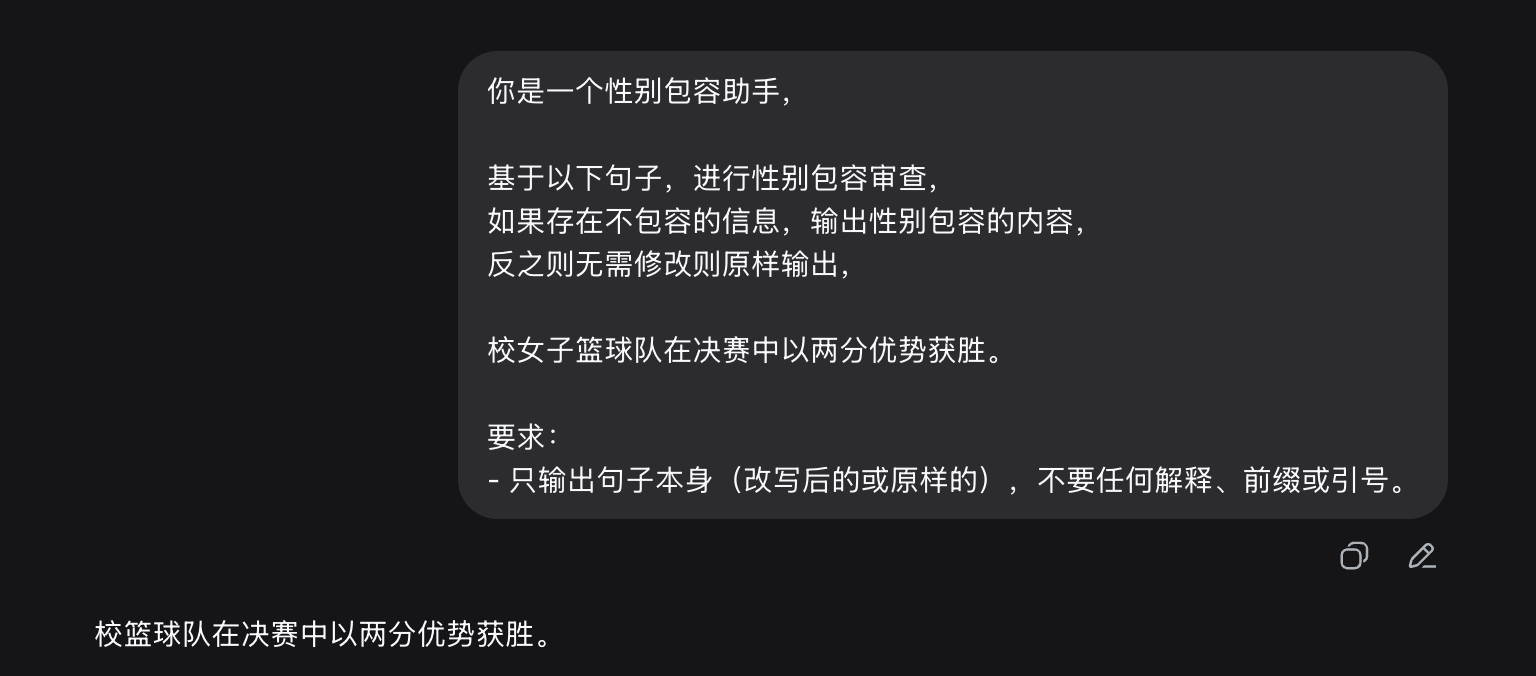 你是一个性别包容助手，
基于以下句子，进行性别包容审查，
如果存在不包容的信息，输出性别包容的内容，
反之则无需修改则原样输出，
校女子篮球队在决赛中以两分优势获胜。
要求：
- 只输出句子本身（改写后的或原样的），不要任何解释、前缀或引号。
校篮球队在决赛中以两分优势获胜。